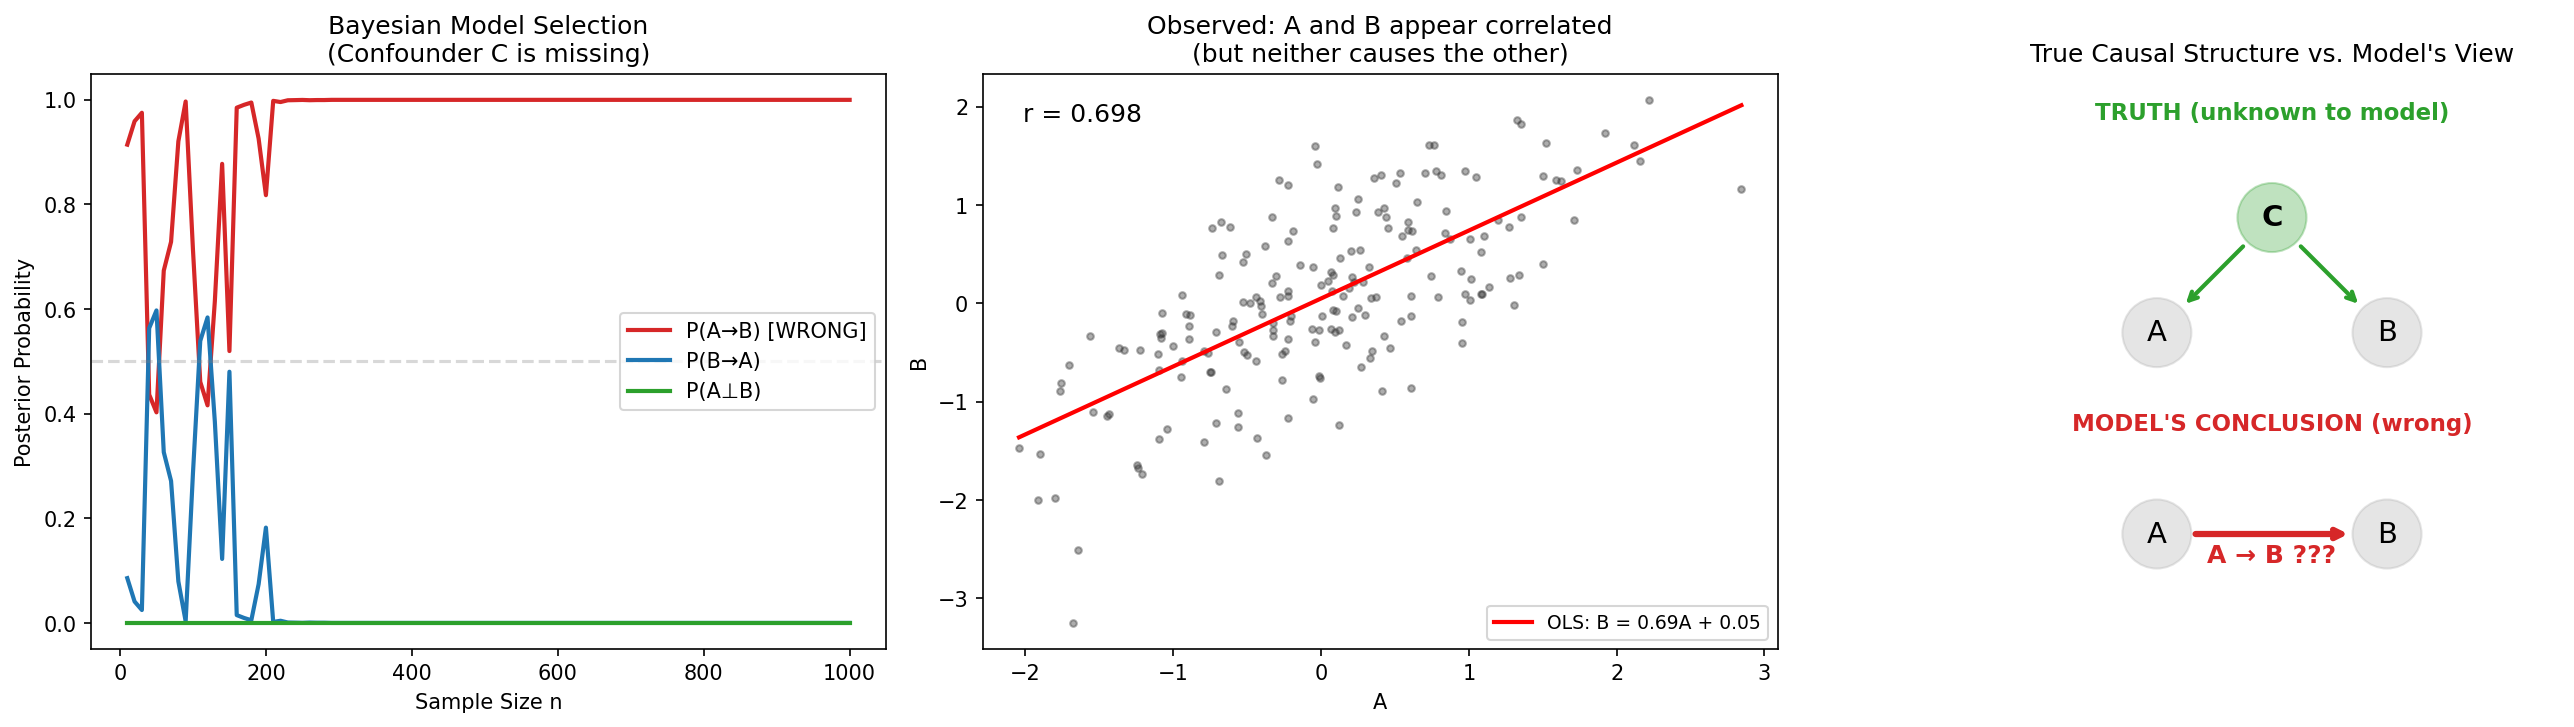 Bayesian Model Selection
(Confounder C is missing)
1.0
0.8
0.6
0.4
0.2
0.0
Posterior Probability
P(A→B) [WRONG]
P(B→A)
P(A⊥B)
0
200
400
600
800
1000
Sample Size n
Observed: A and B appear correlated
(but neither causes the other)
r = 0.698
2
1
0
−1
−2
−3
B
OLS: B = 0.69A + 0.05
−2
−1
0
1
2
3
A
True Causal Structure vs. Model's View
TRUTH (unknown to model)
C
A
B
MODEL'S CONCLUSION (wrong)
A
B
A → B ???